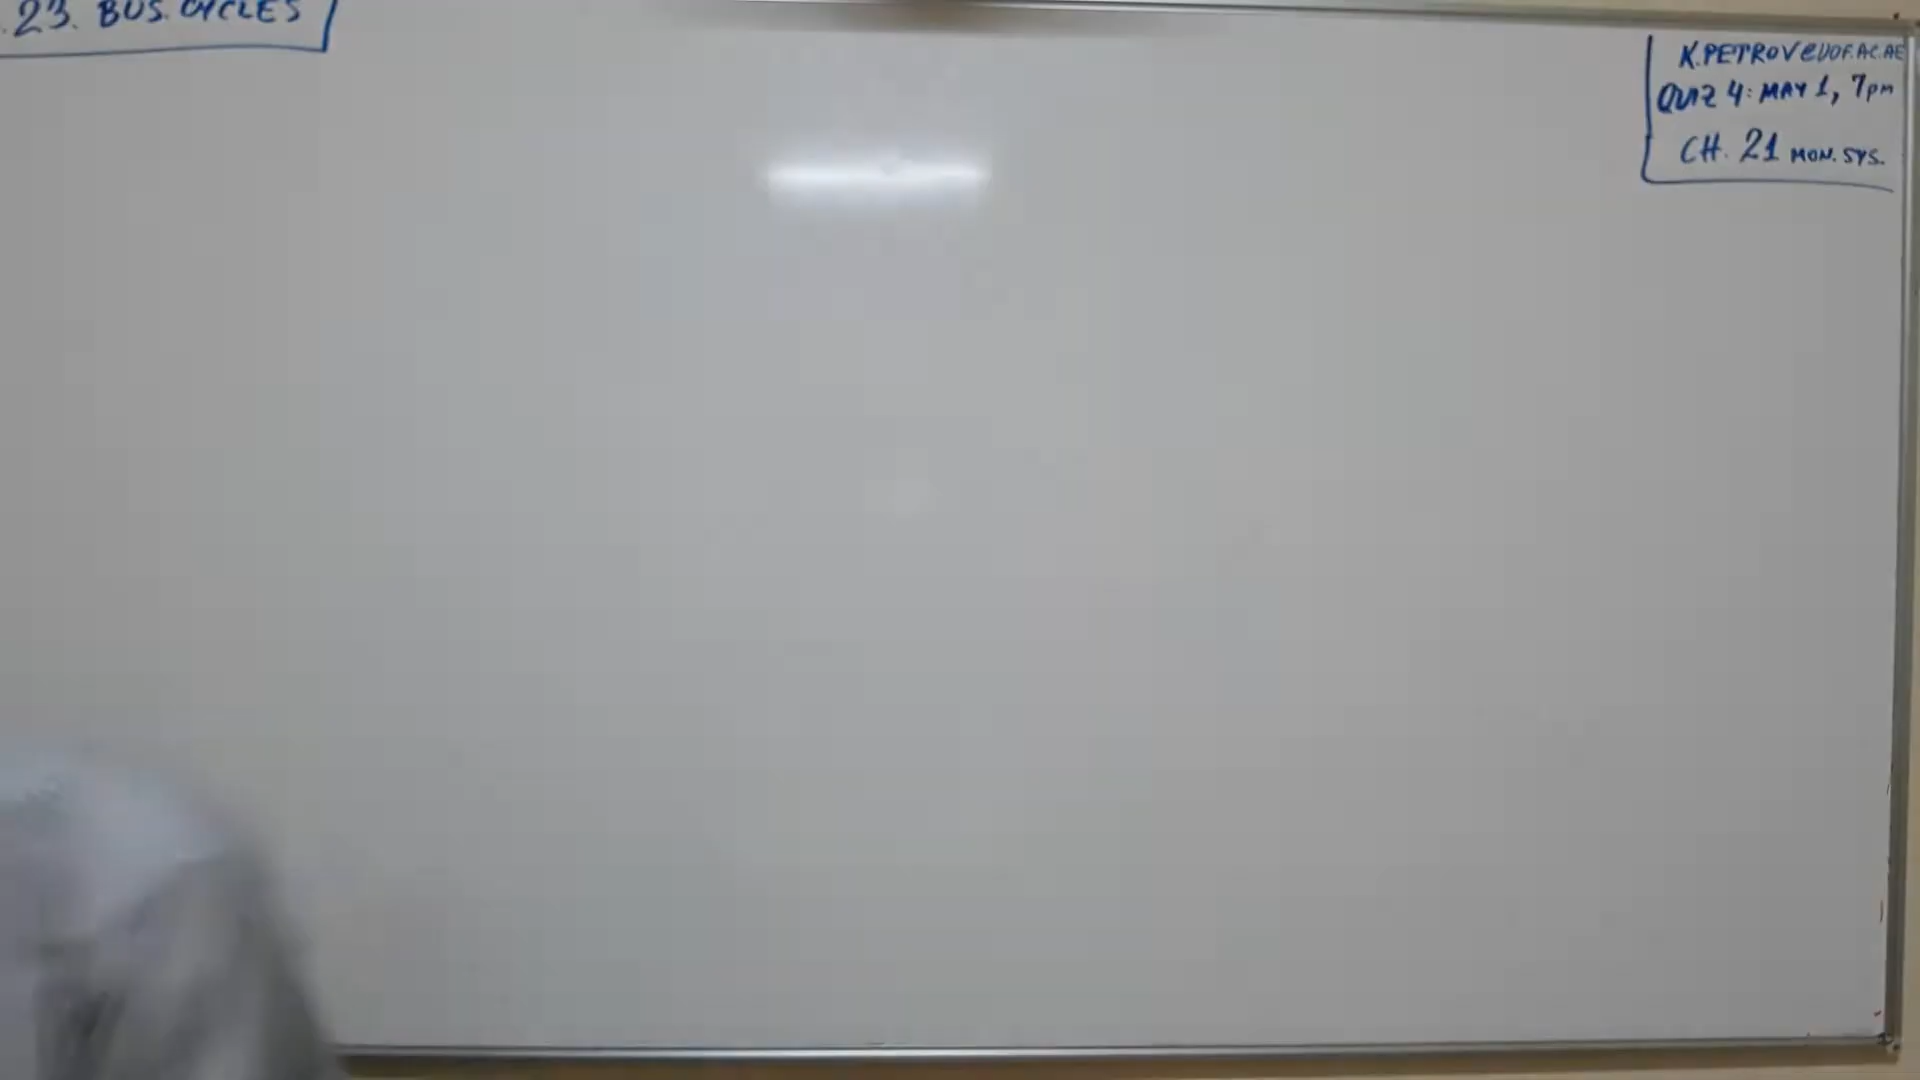 .23. BUS. CYCLES
K.PETROV@UOF.AC.AE
QUIZ 4: MAY 1, 7pm
CH. 21 MON. SYS.